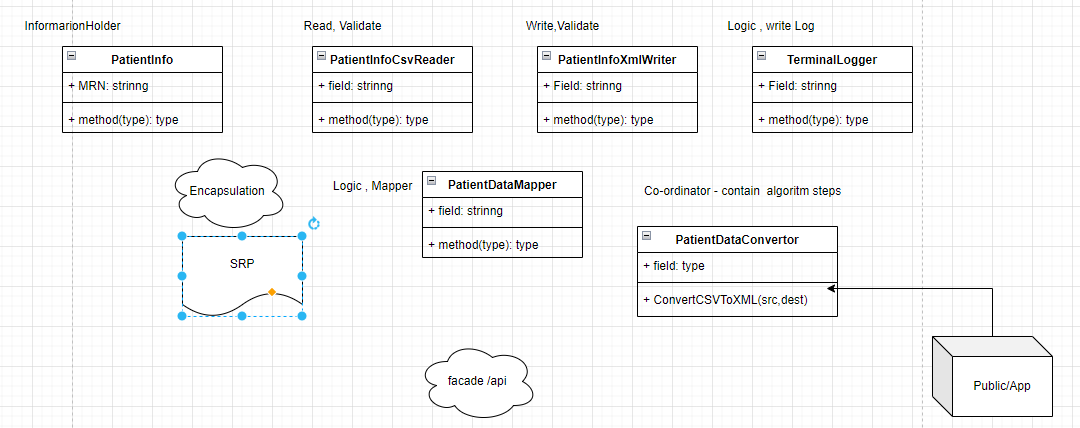 InformarionHolder
Read, Validate
Write,Validate
Logic , write Log
PatientInfo
+ MRN: strinng
+ method(type): type
PatientInfoCsvReader
+ field: strinng
+ method(type): type
PatientInfoXmlWriter
+ Field: strinng
+ method(type): type
TerminalLogger
+ Field: strinng
+ method(type): type
Encapsulation
Logic , Mapper
PatientDataMapper
+ field: strinng
+ method(type): type
Co-ordinator - contain algoritm steps
SRP
PatientDataConvertor
+ field: type
+ ConvertCSVToXML(src,dest)
facade /api
Public/App